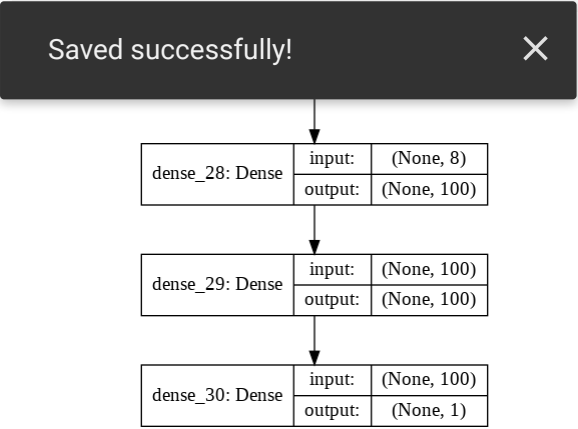 Saved successfully!
dense_28: Dense
input:
(None, 8)
output:
(None, 100)
dense_29: Dense
input:
(None, 100)
output:
(None, 100)
dense_30: Dense
input:
(None, 100)
output:
(None, 1)